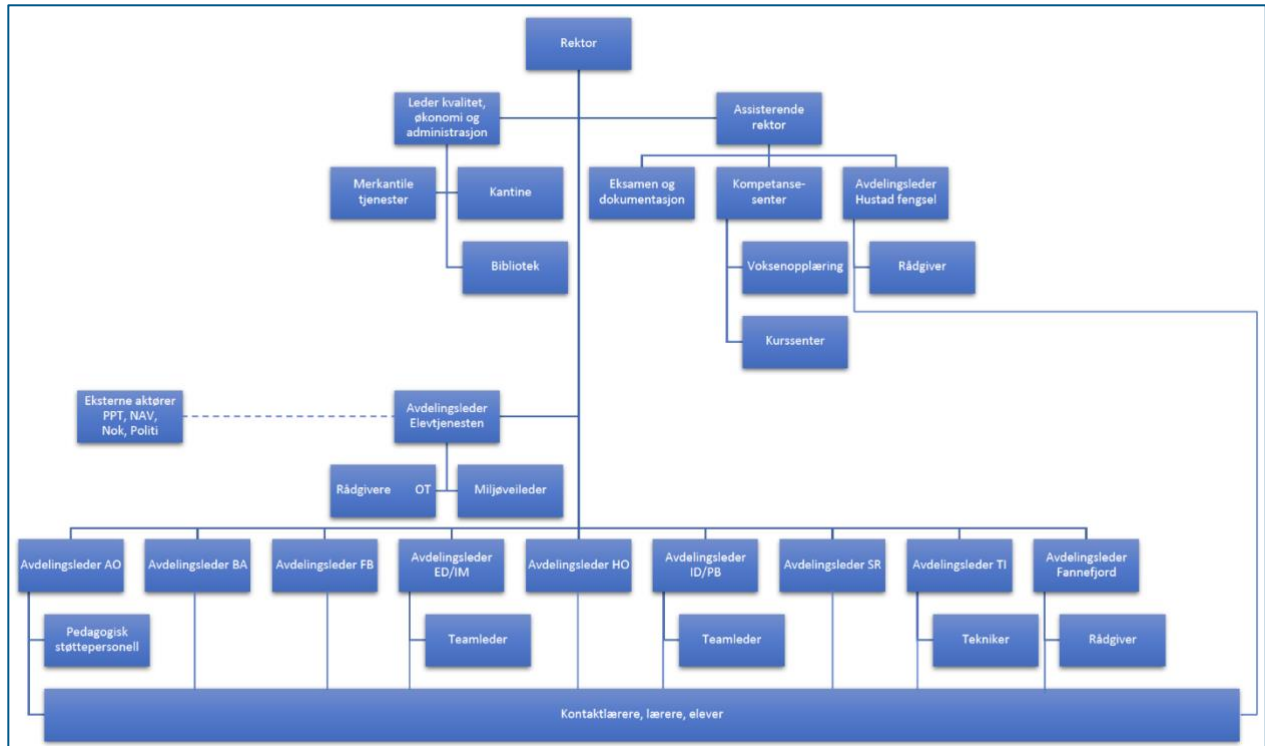 Rektor
Leder kvalitet,
økonomi og
administrasjon
Assisterende
rektor
Merkantile
tjenester
Kantine
Eksamen og
dokumentasjon
Kompetanse-
senter
Avdelingsleder
Hustad fengsel
Bibliotek
Voksenopplæring
Rådgiver
Kurssenter
Eksterne aktører
PPT, NAV,
Nok, Politi
Avdelingsleder
Elevtjenesten
Rådgivere OT
Miljøveileder
Avdelingsleder AO
Avdelingsleder BA
Avdelingsleder FB
Avdelingsleder
ED/IM
Avdelingsleder HO
Avdelingsleder
ID/PB
Avdelingsleder SR
Avdelingsleder TI
Avdelingsleder
Fannefjord
Pedagogisk
støttepersonell
Teamleder
Teamleder
Tekniker
Rådgiver
Kontaktlærere, lærere, elever